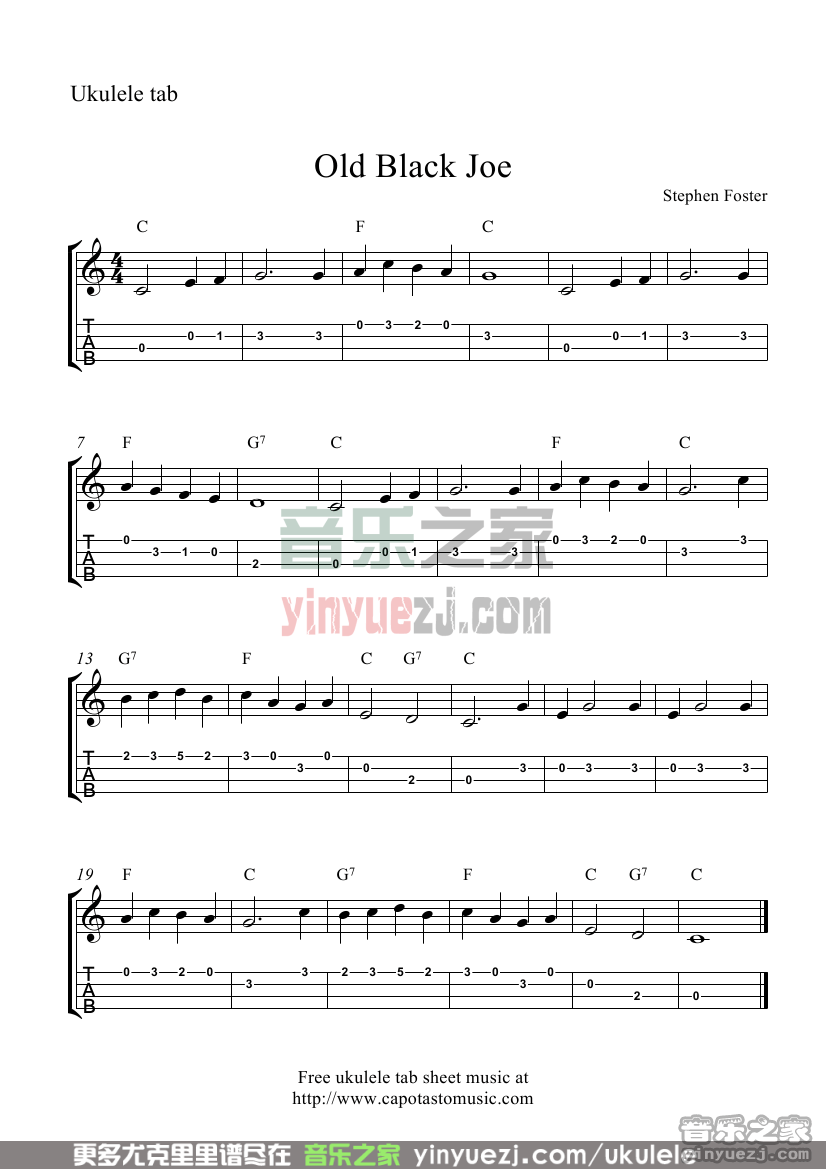 Ukulele tab
Old Black Joe
Stephen Foster
C F C
4
4
T 0 3 2 0
A 0 1 3 3 3 0 1 3 3
B 0 0
7 F G7 C F C
T 0 0 3 2 0 3
A 3 1 0 0 1 3 3 3
B 2 0
音乐之家
yinyuezj.com
13 G7 F C G7 C
T 2 3 5 2 3 0 0
A 3 0 3 0 3 3 0 3 3
B 2 0
19 F C G7 F C G7 C
T 0 3 2 0 3 2 3 5 2 3 0 0
A 3 3 0
B 2 0
Free ukulele tab sheet music at
http://www.capotastomusic.com
音乐之家
yinyuezj.com
更多尤克里里谱尽在 音乐之家 yinyuezj.com/ukulele